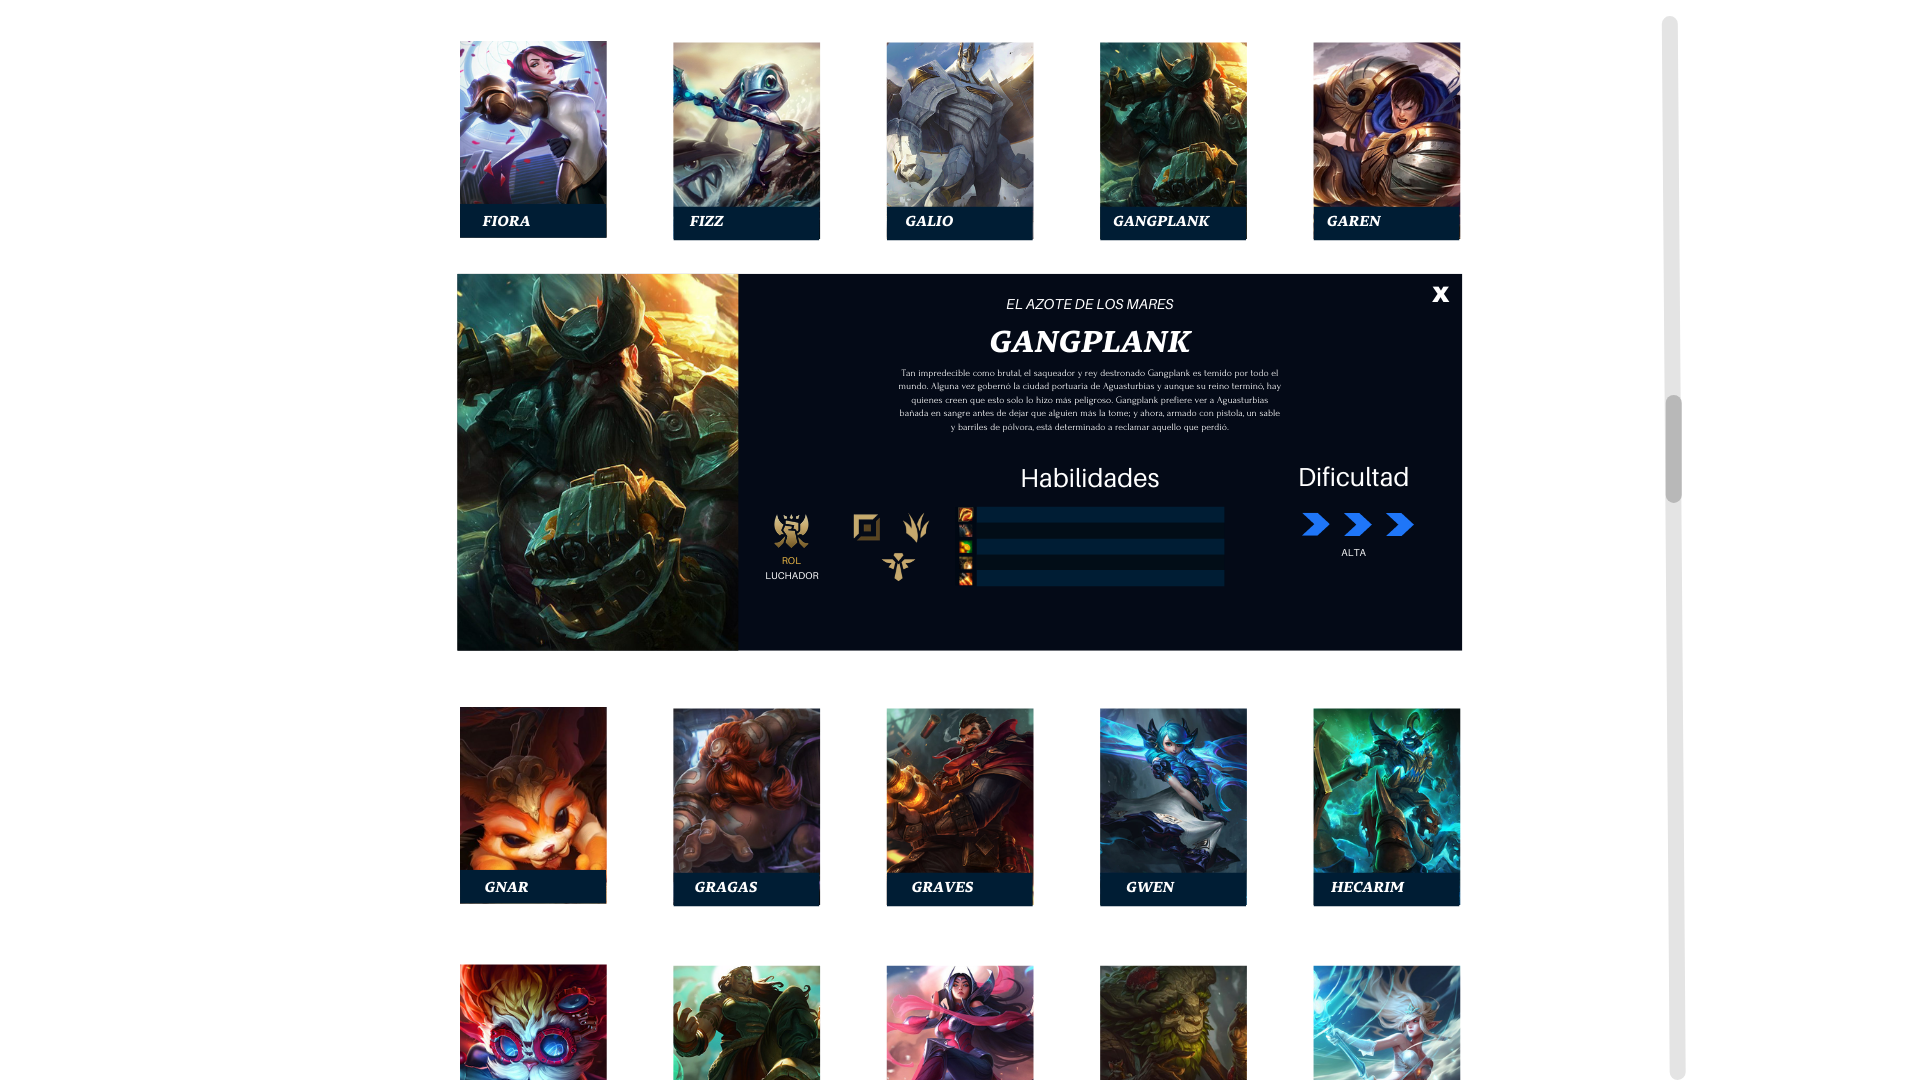 FIORA
FIZZ
GALIO
GANGPLANK
GAREN
X
EL AZOTE DE LOS MARES
GANGPLANK
Tan impredecible como brutal, el saqueador y rey destronado Gangplank es temido por todo el
mundo. Alguna vez gobernó la ciudad portuaria de Aguasturbias y aunque su reino terminó, hay
quienes creen que esto solo lo hizo más peligroso. Gangplank prefiere ver a Aguasturbias
bañada en sangre antes de dejar que alguien más la tome; y ahora, armado con pistola, un sable
y barriles de pólvora, está determinado a reclamar aquello que perdió.
Habilidades
Dificultad
ROL
LUCHADOR
ALTA
GNAR
GRAGAS
GRAVES
GWEN
HECARIM